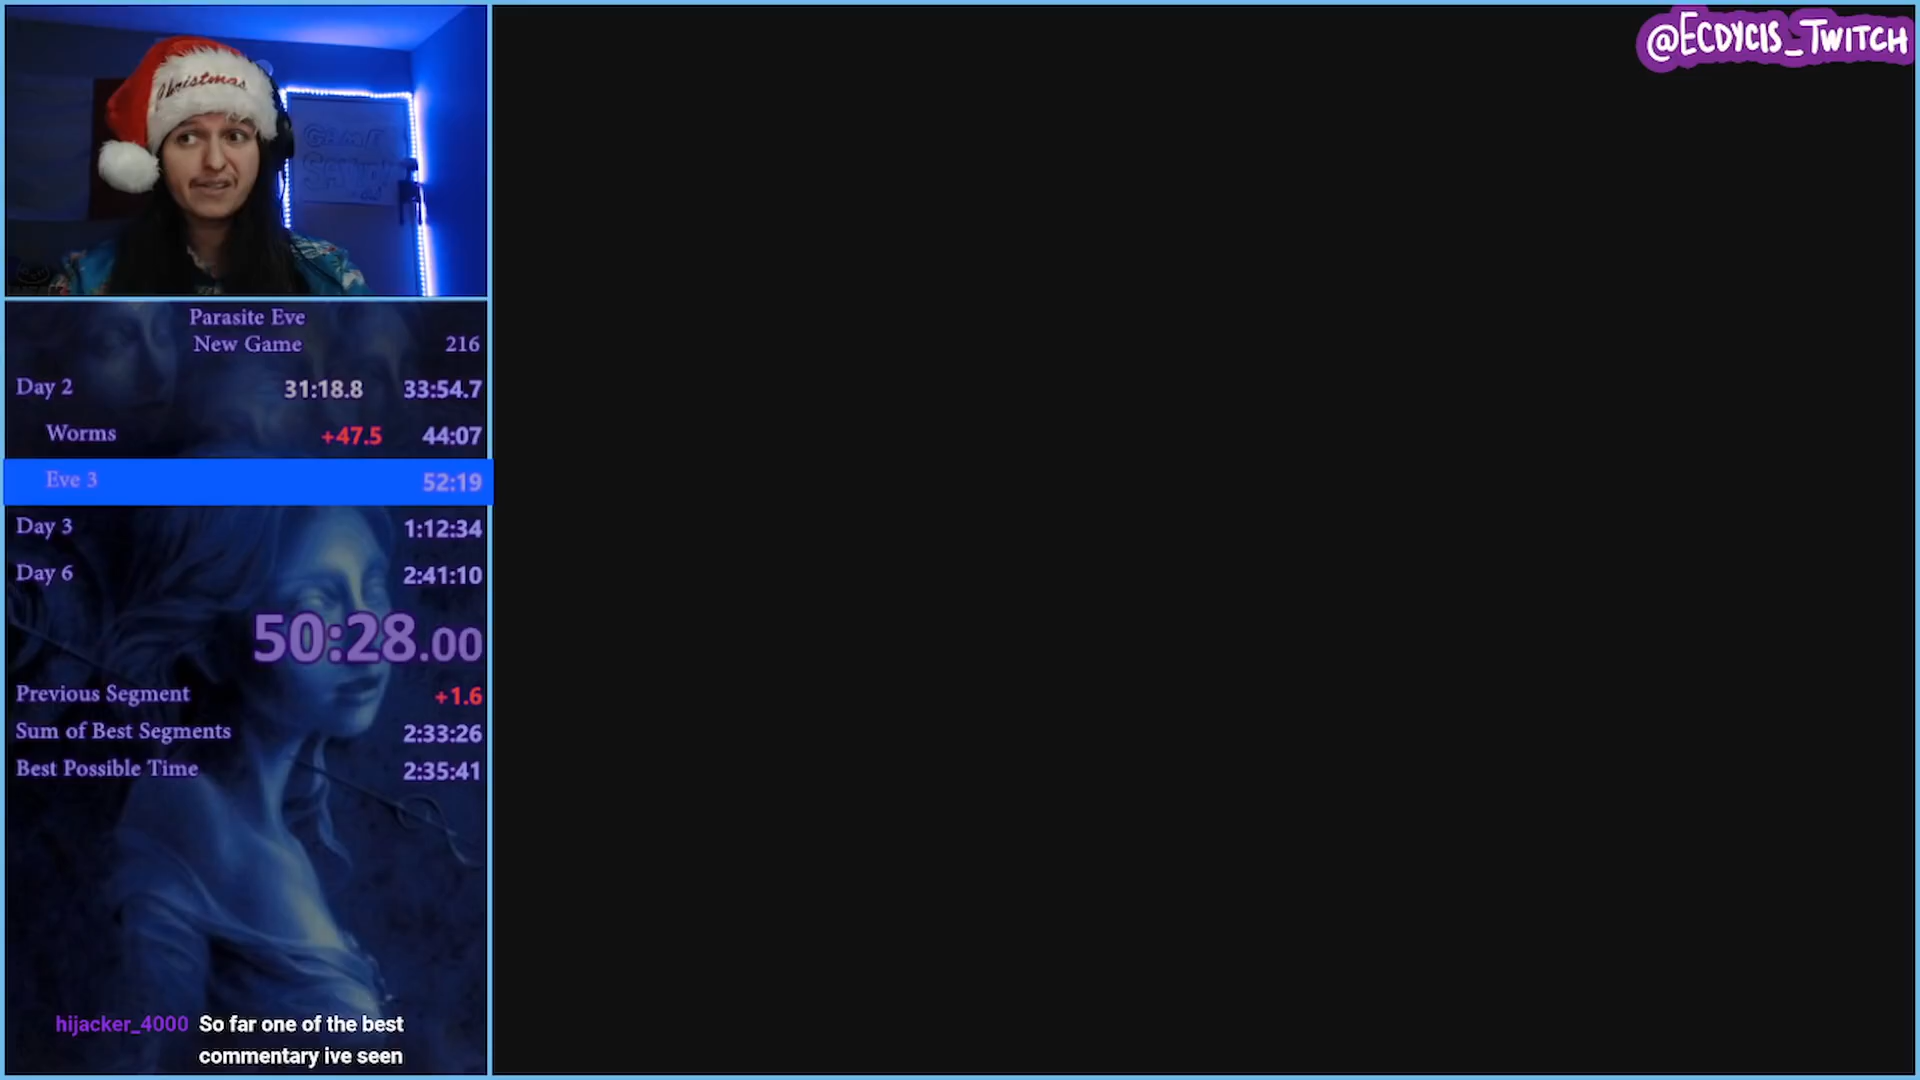 @ECDYCIS_TWITCH
Christmas
GAME
Parasite Eve
New Game 216
Day 2 31:18.8 33:54.7
Worms +47.5 44:07
Eve 3 52:19
Day 3 1:12:34
Day 6 2:41:10
50:28.00
Previous Segment +1.6
Sum of Best Segments 2:33:26
Best Possible Time 2:35:41
hijacker_4000 So far one of the best
commentary ive seen